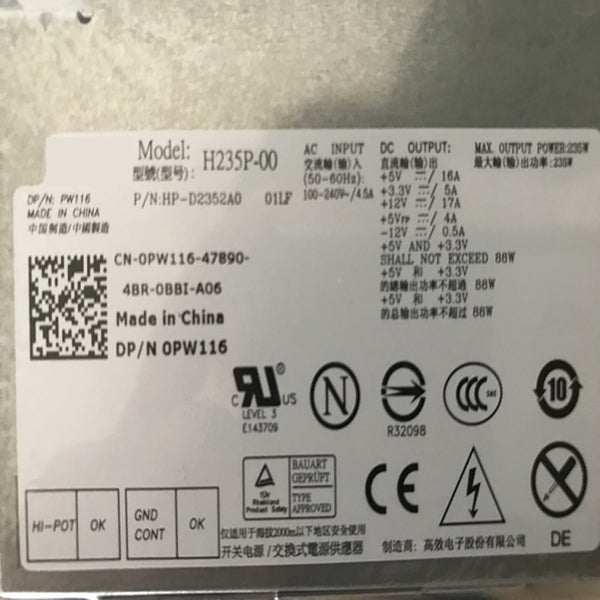 Model: H235P-00
型號(型号):
P/N:HP-D2352A0 01LF
DP/N: PW116
MADE IN CHINA
中国制造/中國製造
AC INPUT
交流輸(输)入
(50-60Hz):
100-240V~/4.5A
DC OUTPUT:
直流輸(输)出
+5V ⎓/ 16A
+3.3V ⎓/ 5A
+12V ⎓/ 17A
+5VFP ⎓/ 4A
-12V ⎓/ 0.5A
+5V AND +3.3V
SHALL NOT EXCEED 88W
+5V 和 +3.3V
的總輸出功率不超過 88W
+5V 和 +3.3V
的总输出功率不超过 88W
MAX. OUTPUT POWER:235W
最大輸(输)出功率:235W
CN-0PW116-47890-
4BR-0BBI-A06
Made in China
DP/N 0PW116
C RU US
LEVEL 3
E143709
N
R32098
CCC
S&E
10
TÜV
Rheinland
Product Safety
BAUART
GEPRÜFT
TYPE
APPROVED
CE
DE
HI-POT OK
GND
CONT
OK
仅适用于海拔2000m以下地区安全使用
开关电源/交換式電源供應器
制造商: 高效电子股份有限公司